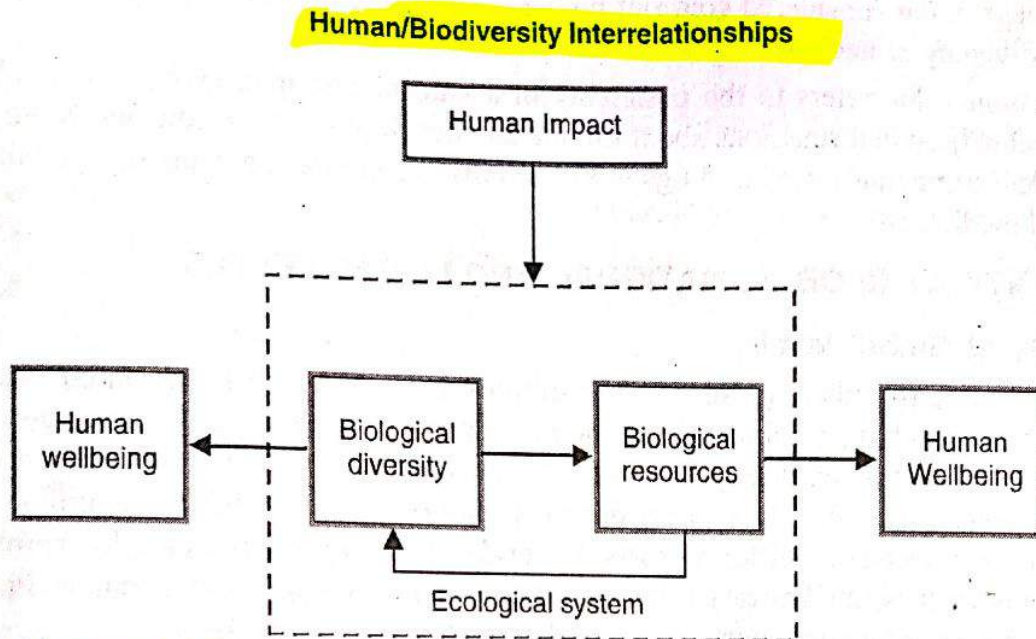 Human/Biodiversity Interrelationships
Human Impact
Human
wellbeing
Biological
diversity
Biological
resources
Human
Wellbeing
Ecological system